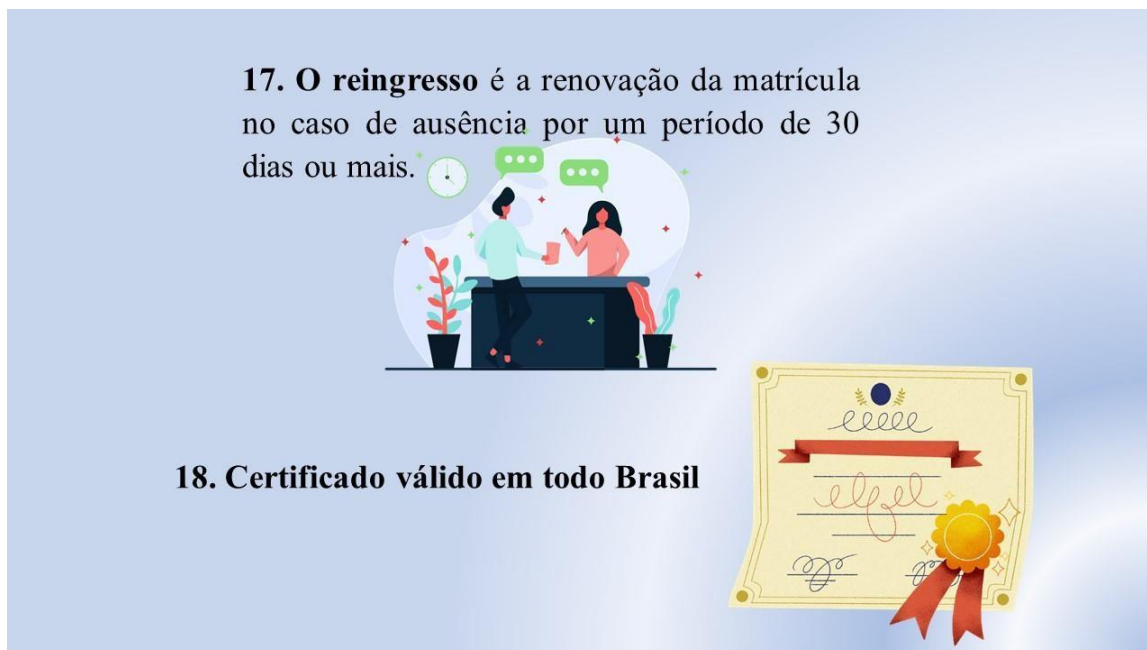 17. O reingresso é a renovação da matrícula
no caso de ausência por um período de 30
dias ou mais.
18. Certificado válido em todo Brasil